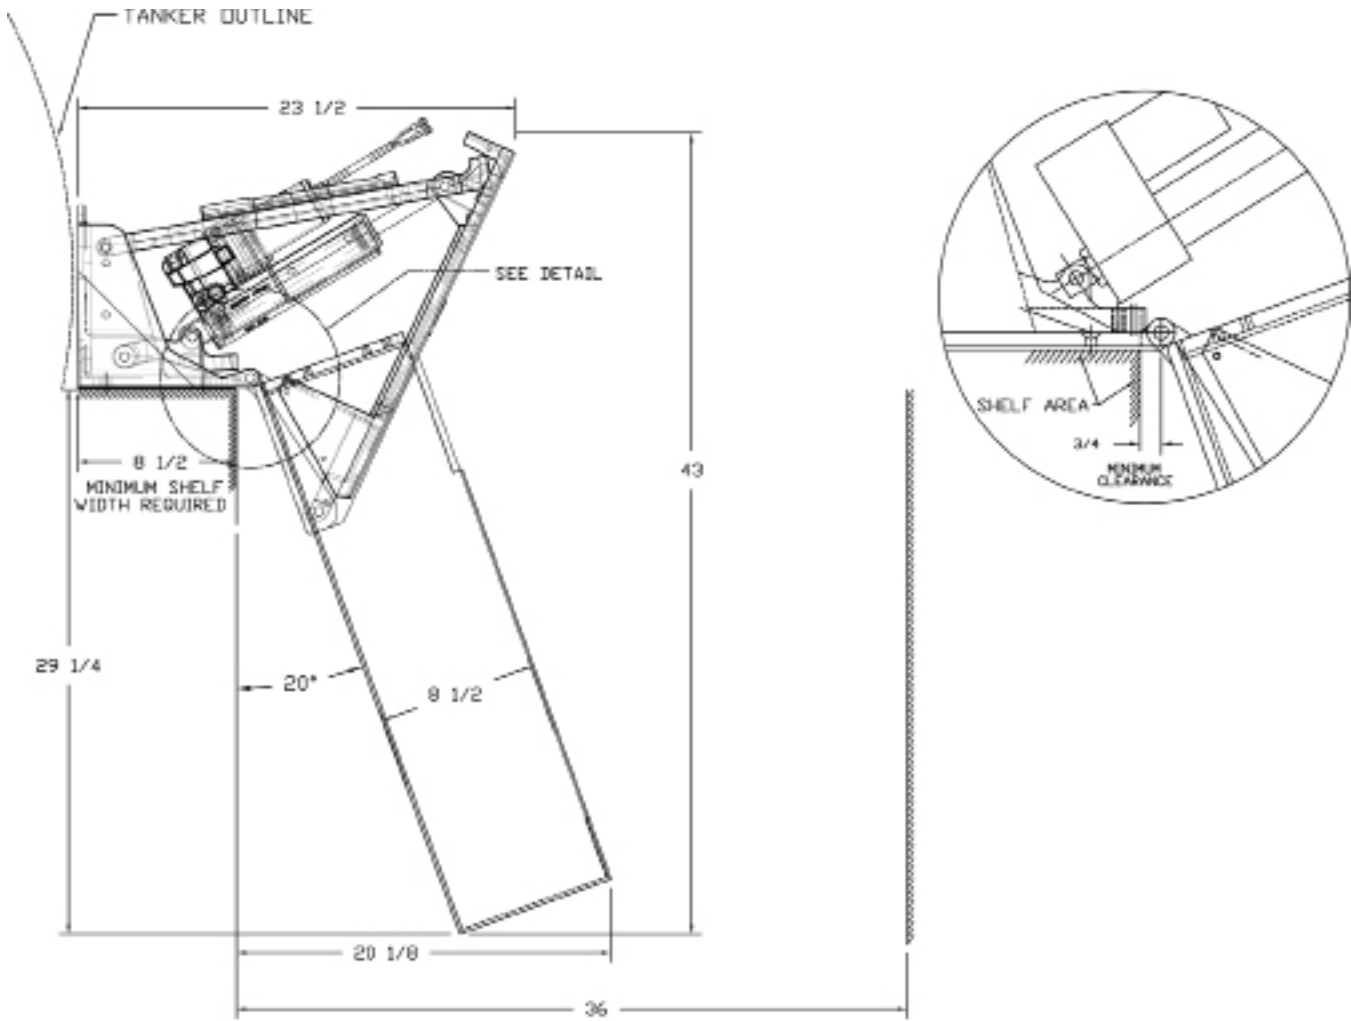 TANKER OUTLINE
23 1/2
SEE DETAIL
SHELF AREA
3/4
MINIMUM
CLEARANCE
8 1/2
MINIMUM SHELF
WIDTH REQUIRED
43
29 1/4
20°
8 1/2
20 1/8
36